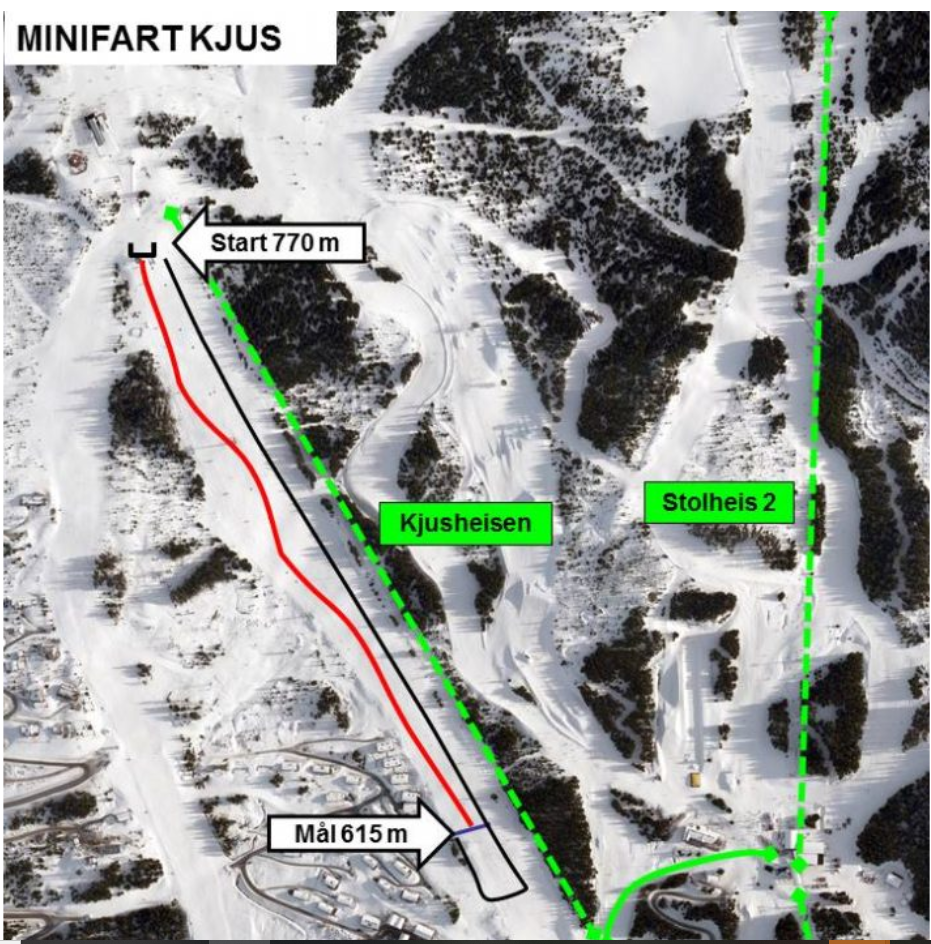 MINIFART KJUS
Start 770 m
Kjusheisen
Stolheis 2
Mål 615 m